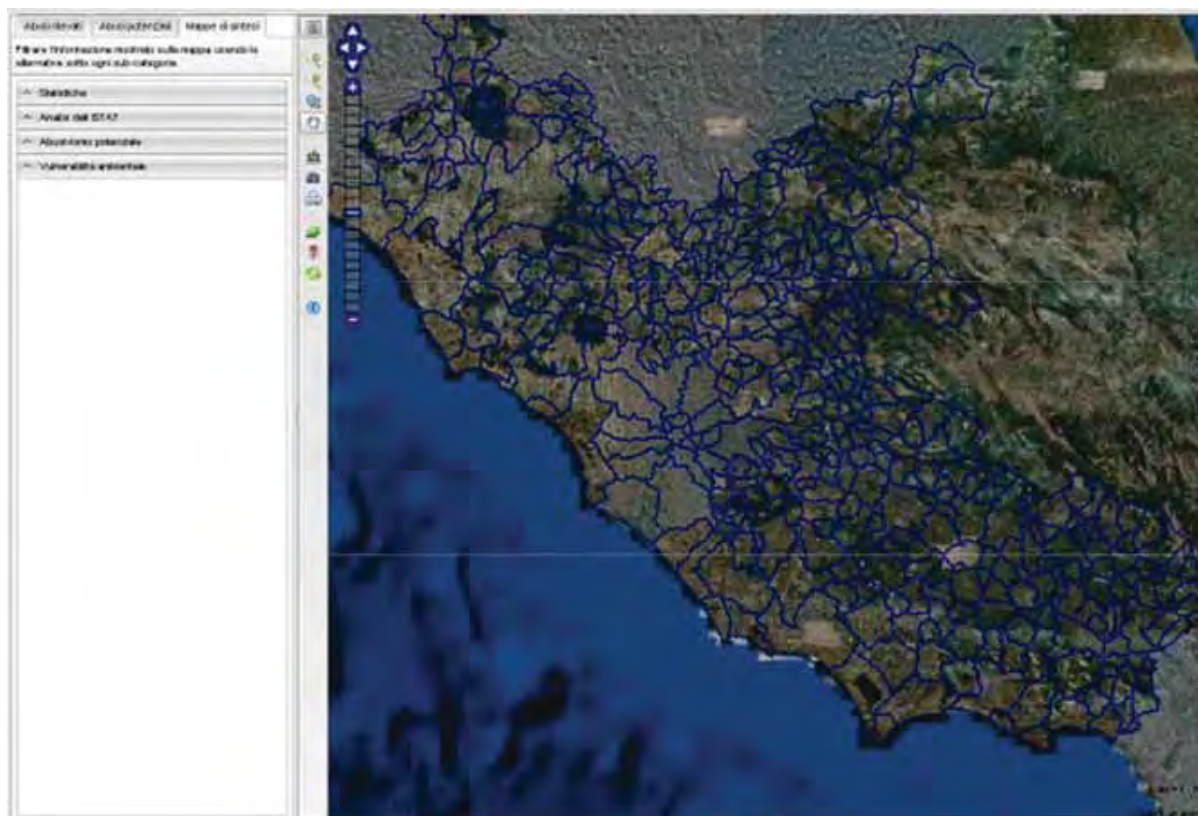 Abusi rilevati Abusi potenziali Mappe di sintesi
Filtrare l'informazione mostrata sulla mappa usando le
alternative sotto ogni sub-categoria.
Statistiche
Analisi dati ISTAT
Abusivismo potenziale
Vulnerabilità ambientale